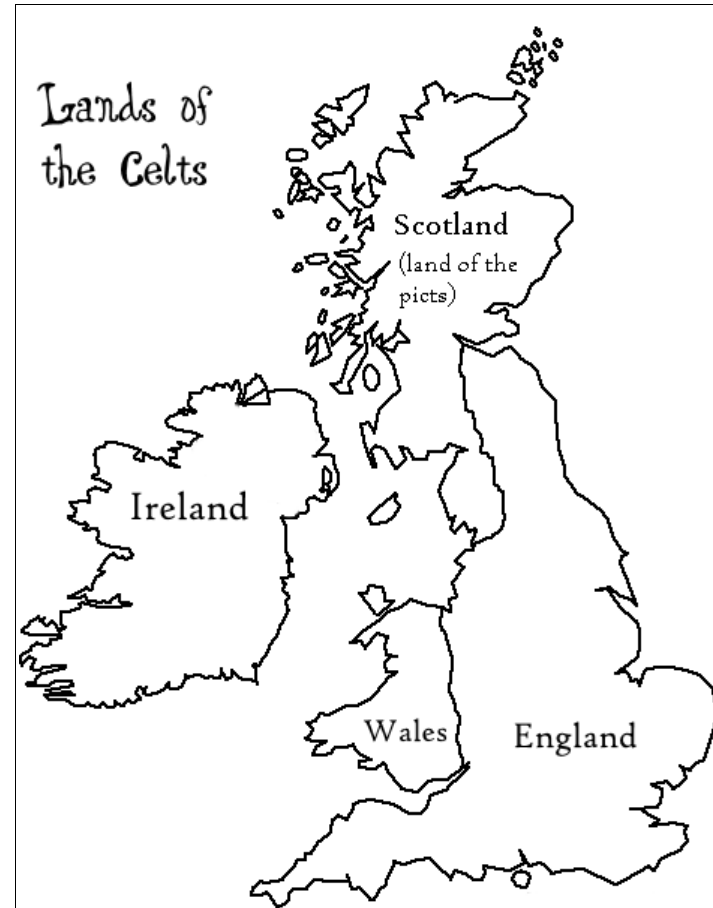 Lands of
the Celts
Scotland
(land of the
picts)
Ireland
Wales
England